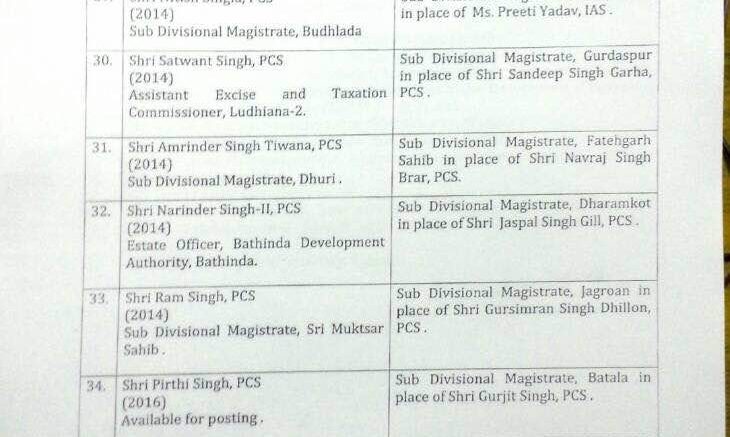 (2014)
Sub Divisional Magistrate, Budhlada
in place of Ms. Preeti Yadav, IAS .
30.
Shri Satwant Singh, PCS
(2014)
Assistant Excise and Taxation
Commissioner, Ludhiana-2.
Sub Divisional Magistrate, Gurdaspur
in place of Shri Sandeep Singh Garha,
PCS .
31.
Shri Amrinder Singh Tiwana, PCS
(2014)
Sub Divisional Magistrate, Dhuri .
Sub Divisional Magistrate, Fatehgarh
Sahib in place of Shri Navraj Singh
Brar, PCS.
32.
Shri Narinder Singh-II, PCS
(2014)
Estate Officer, Bathinda Development
Authority, Bathinda.
Sub Divisional Magistrate, Dharamkot
in place of Shri Jaspal Singh Gill, PCS .
33.
Shri Ram Singh, PCS
(2014)
Sub Divisional Magistrate, Sri Muktsar
Sahib .
Sub Divisional Magistrate, Jagroan in
place of Shri Gursimran Singh Dhillon,
PCS .
34.
Shri Pirthi Singh, PCS
(2016)
Available for posting .
Sub Divisional Magistrate, Batala in
place of Shri Gurjit Singh, PCS .